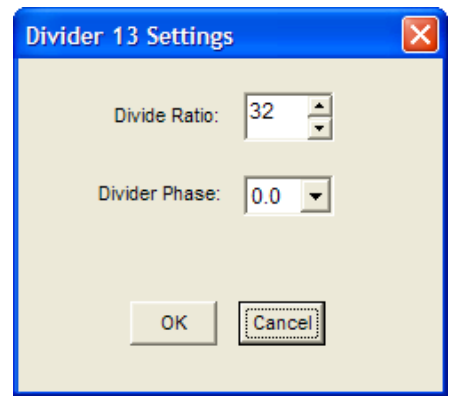 Divider 13 Settings
Divide Ratio: 32
Divider Phase: 0.0
OK Cancel